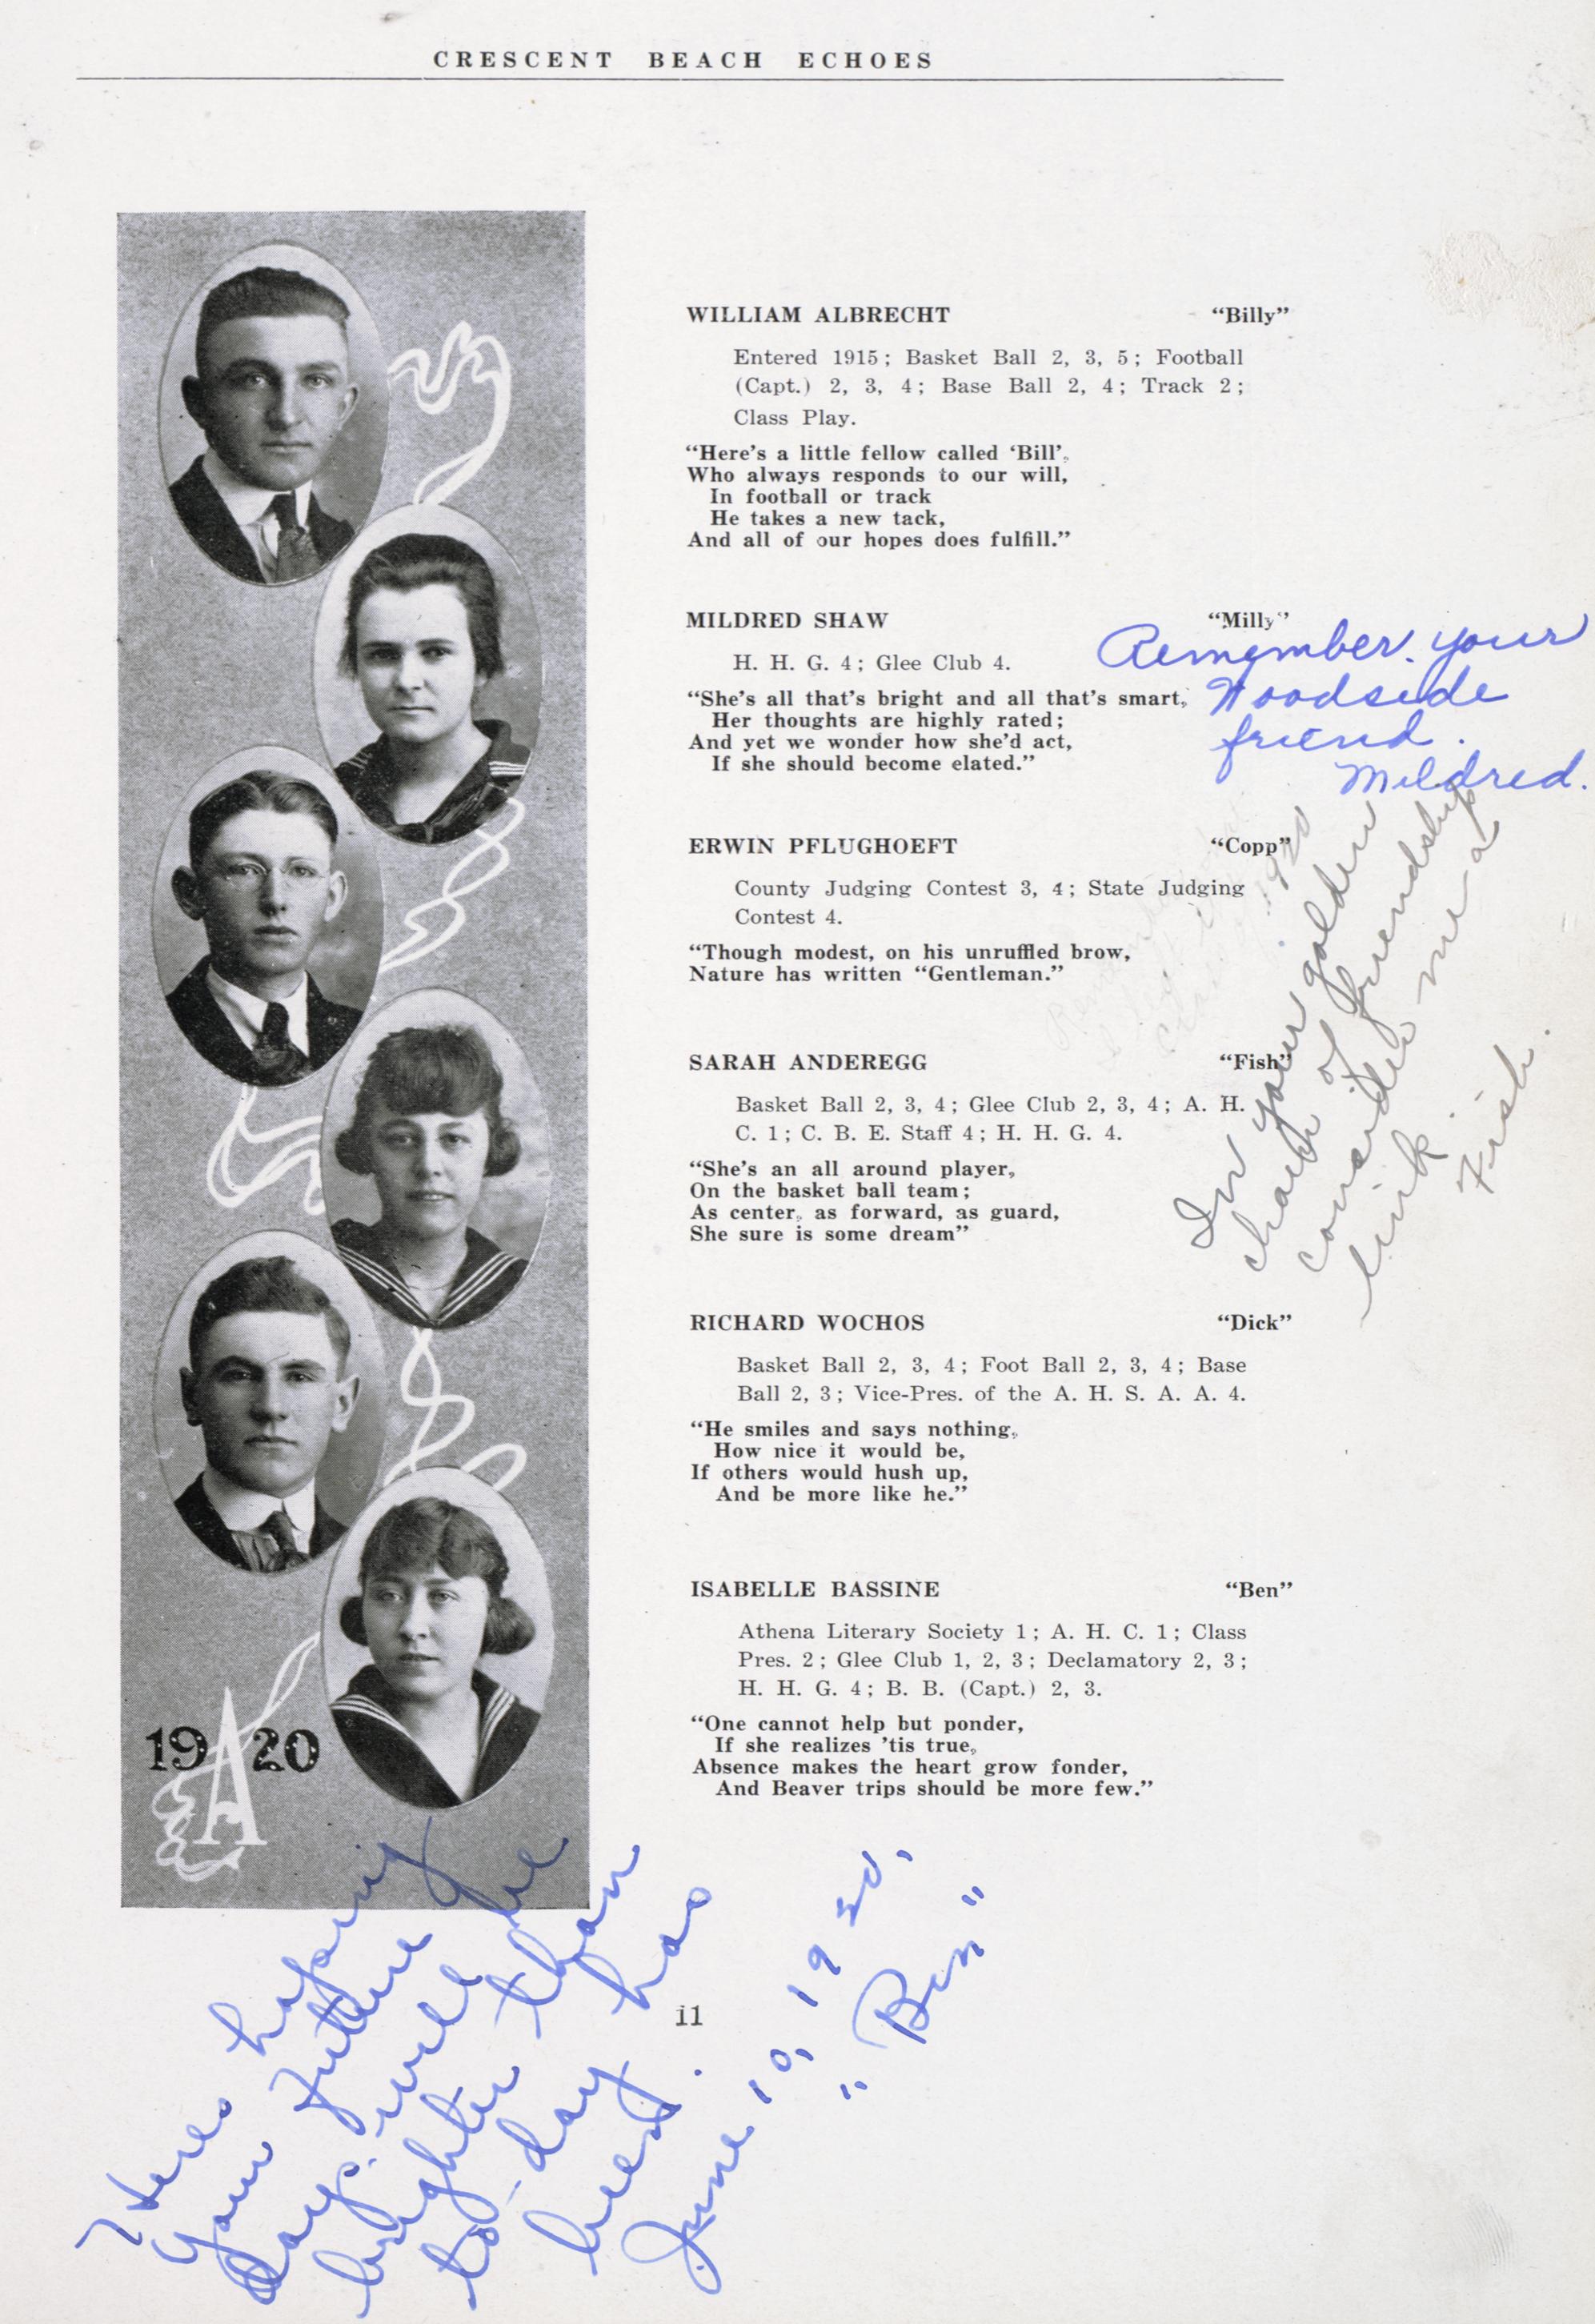 CRESCENT BEACH ECHOES
WILLIAM ALBRECHT "Billy"
Entered 1915; Basket Ball 2, 3, 5; Football
(Capt.) 2, 3, 4; Base Ball 2, 4; Track 2;
Class Play.
"Here's a little fellow called 'Bill',
Who always responds to our will,
In football or track
He takes a new tack,
And all of our hopes does fulfill."
MILDRED SHAW "Milly"
H. H. G. 4; Glee Club 4.
"She's all that's bright and all that's smart,
Her thoughts are highly rated;
And yet we wonder how she'd act,
If she should become elated."
Remember your
Woodside
friend.
Mildred.
ERWIN PFLUGHOEFT "Copp"
County Judging Contest 3, 4; State Judging
Contest 4.
"Though modest, on his unruffled brow,
Nature has written "Gentleman."
1920
SARAH ANDEREGG "Fish"
Basket Ball 2, 3, 4; Glee Club 2, 3, 4; A. H.
C. 1; C. B. E. Staff 4; H. H. G. 4.
"She's an all around player,
On the basket ball team;
As center, as forward, as guard,
She sure is some dream"
In your golden
chain of friendship
consider me a
link.
Fish.
RICHARD WOCHOS "Dick"
Basket Ball 2, 3, 4; Foot Ball 2, 3, 4; Base
Ball 2, 3; Vice-Pres. of the A. H. S. A. A. 4.
"He smiles and says nothing,
How nice it would be,
If others would hush up,
And be more like he."
ISABELLE BASSINE "Ben"
Athena Literary Society 1; A. H. C. 1; Class
Pres. 2; Glee Club 1, 2, 3; Declamatory 2, 3;
H. H. G. 4; B. B. (Capt.) 2, 3.
"One cannot help but ponder,
If she realizes 'tis true,
Absence makes the heart grow fonder,
And Beaver trips should be more few."
19 A 20
Heres hoping
your future
days will be
brighter than
to-day has
been.
June 10, 1920.
"Ben"
11